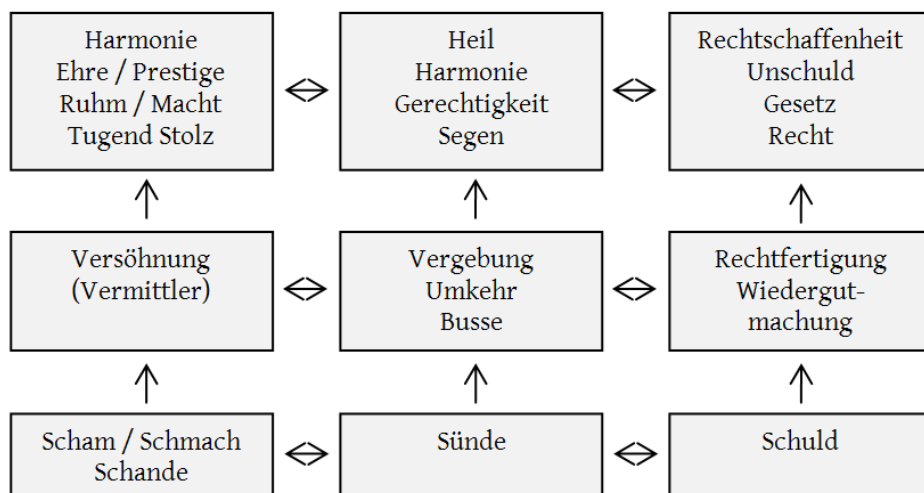 Harmonie
Ehre / Prestige
Ruhm / Macht
Tugend Stolz
Heil
Harmonie
Gerechtigkeit
Segen
Rechtschaffenheit
Unschuld
Gesetz
Recht
Versöhnung
(Vermittler)
Vergebung
Umkehr
Busse
Rechtfertigung
Wiedergut-
machung
Scham / Schmach
Schande
Sünde
Schuld